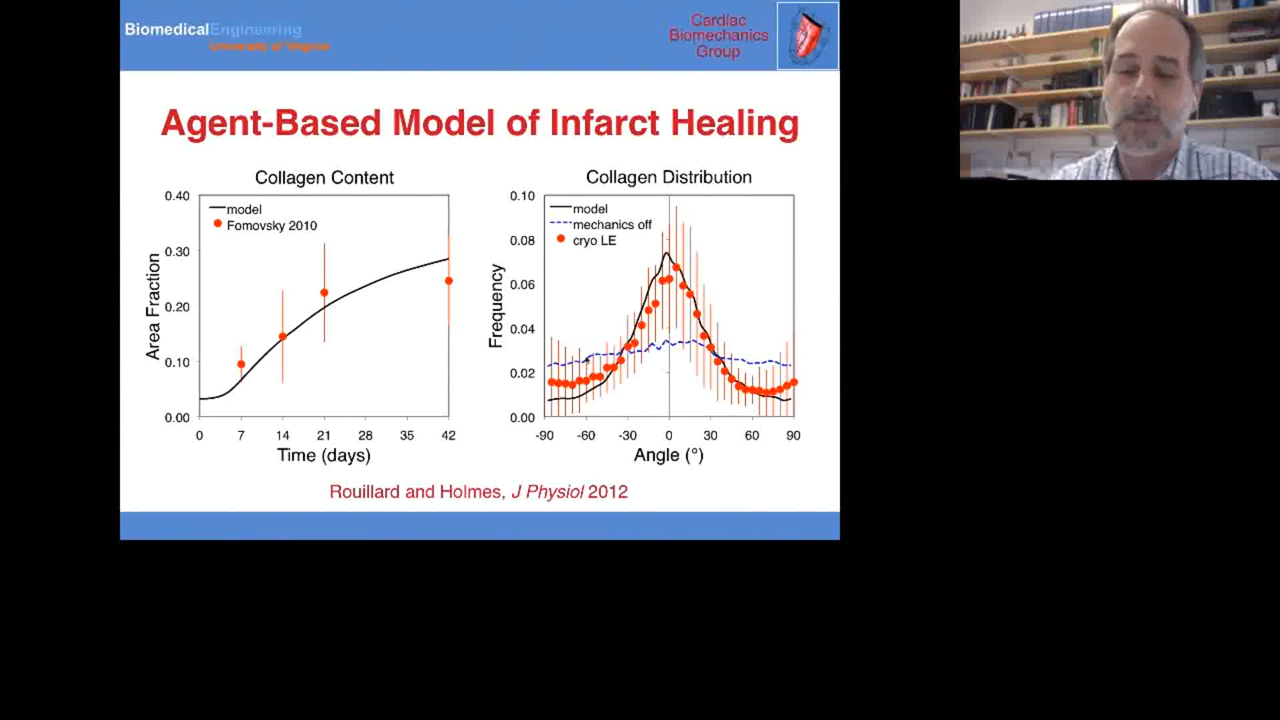 BiomedicalEngineering
University of Virginia
Cardiac
Biomechanics
Group
Agent-Based Model of Infarct Healing
Collagen Content
0.40
0.30
0.20
0.10
0.00
Area Fraction
model
Fomovsky 2010
0 7 14 21 28 35 42
Time (days)
Collagen Distribution
0.10
0.08
0.06
0.04
0.02
0.00
Frequency
model
mechanics off
cryo LE
-90 -60 -30 0 30 60 90
Angle (°)
Rouillard and Holmes, J Physiol 2012